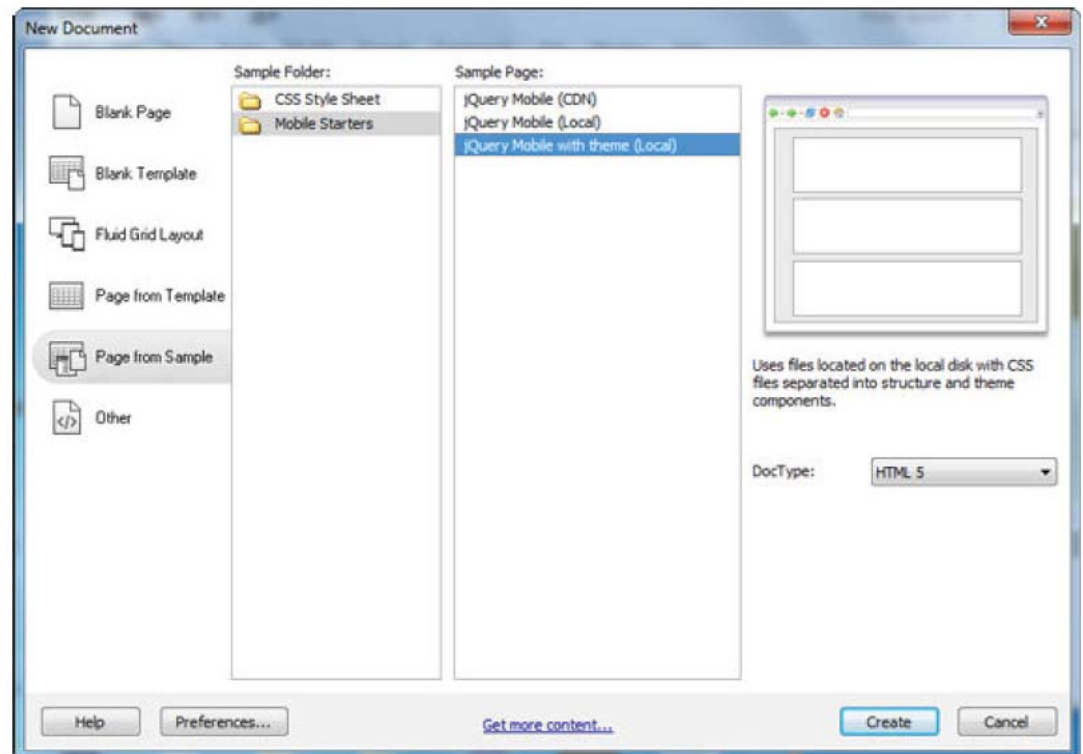 New Document
Sample Folder:
Sample Page:
Blank Page
Blank Template
Fluid Grid Layout
Page from Template
Page from Sample
Other
CSS Style Sheet
Mobile Starters
jQuery Mobile (CDN)
jQuery Mobile (Local)
jQuery Mobile with theme (Local)
Uses files located on the local disk with CSS
files separated into structure and theme
components.
DocType:
HTML 5
Help
Preferences...
Get more content...
Create
Cancel